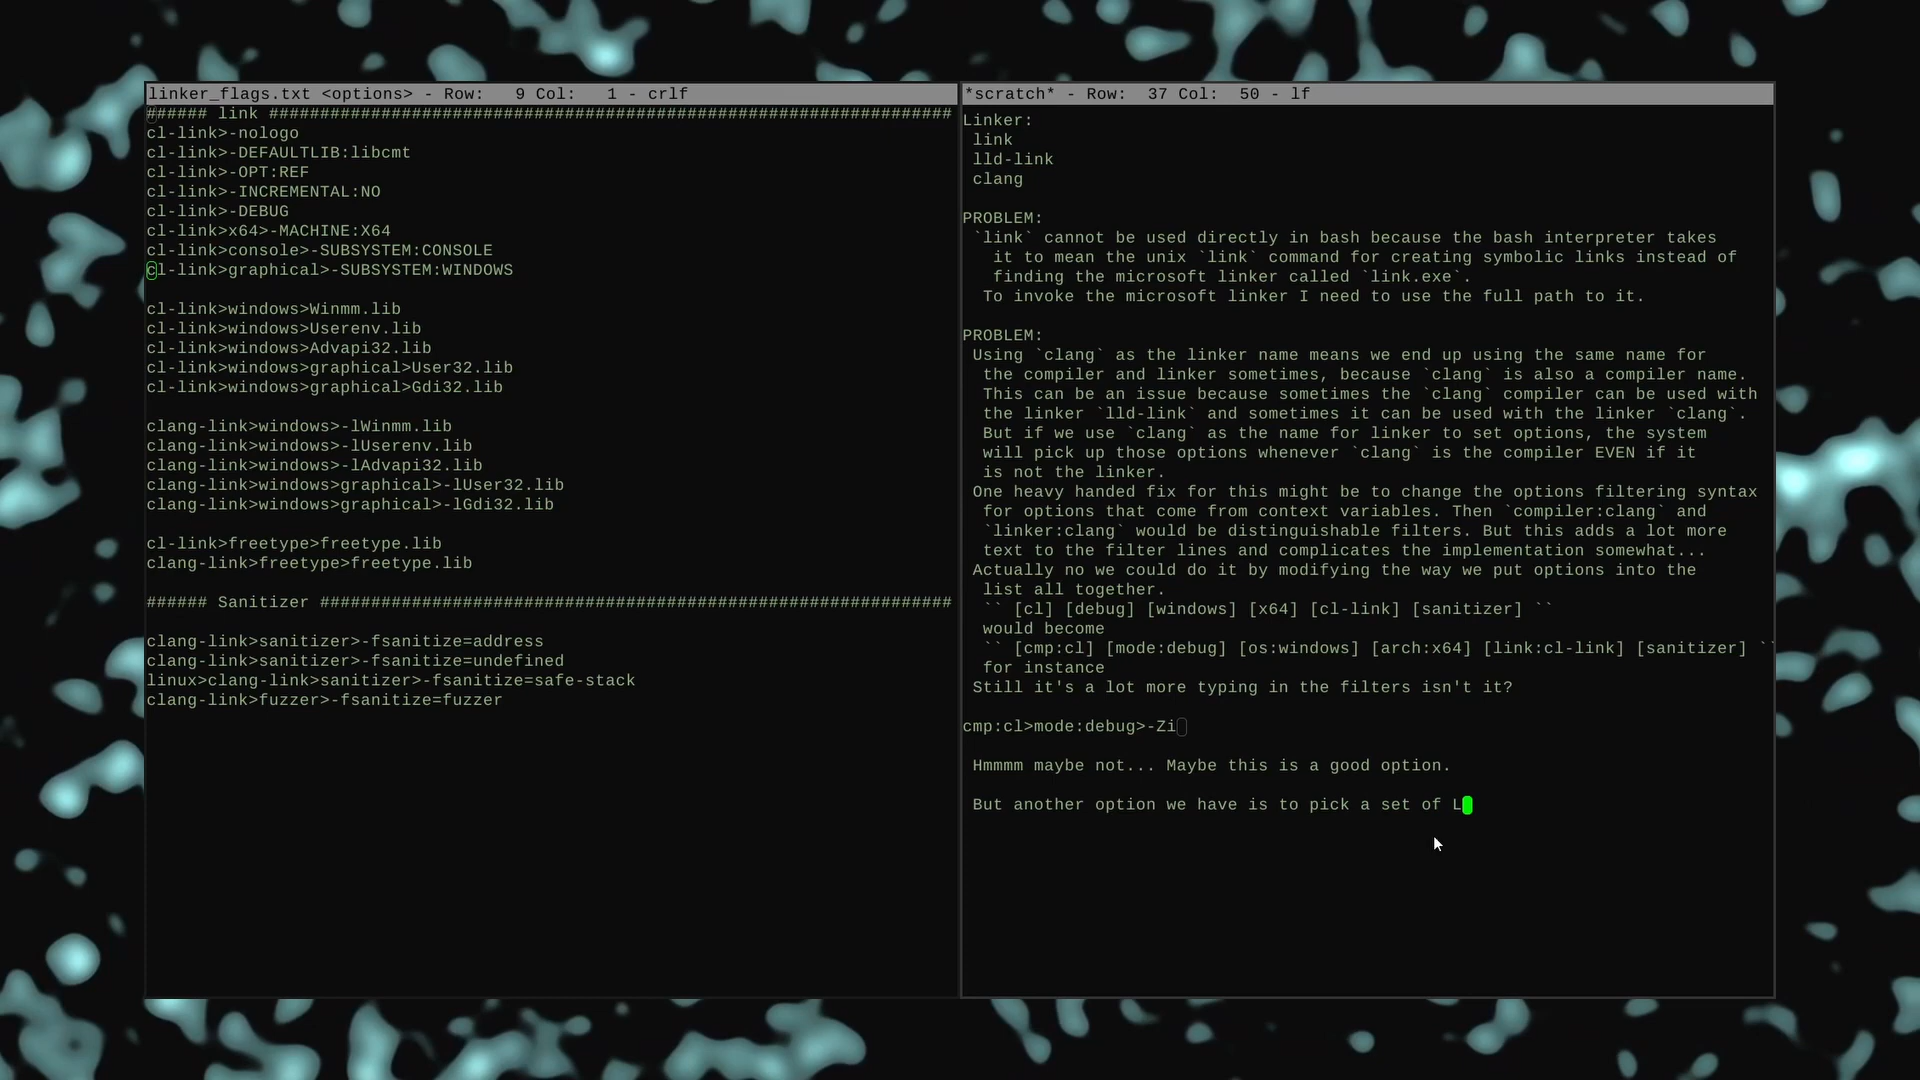 linker_flags.txt <options> - Row:   9 Col:   1 - crlf
###### link ###################################################################
cl-link>-nologo
cl-link>-DEFAULTLIB:libcmt
cl-link>-OPT:REF
cl-link>-INCREMENTAL:NO
cl-link>-DEBUG
cl-link>x64>-MACHINE:X64
cl-link>console>-SUBSYSTEM:CONSOLE
cl-link>graphical>-SUBSYSTEM:WINDOWS

cl-link>windows>Winmm.lib
cl-link>windows>Userenv.lib
cl-link>windows>Advapi32.lib
cl-link>windows>graphical>User32.lib
cl-link>windows>graphical>Gdi32.lib

clang-link>windows>-lWinmm.lib
clang-link>windows>-lUserenv.lib
clang-link>windows>-lAdvapi32.lib
clang-link>windows>graphical>-lUser32.lib
clang-link>windows>graphical>-lGdi32.lib

cl-link>freetype>freetype.lib
clang-link>freetype>freetype.lib

###### Sanitizer ##############################################################

clang-link>sanitizer>-fsanitize=address
clang-link>sanitizer>-fsanitize=undefined
linux>clang-link>sanitizer>-fsanitize=safe-stack
clang-link>fuzzer>-fsanitize=fuzzer

*scratch* - Row:  37 Col:  50 - lf
Linker:
 link
 lld-link
 clang

PROBLEM:
 `link` cannot be used directly in bash because the bash interpreter takes
   it to mean the unix `link` command for creating symbolic links instead of
   finding the microsoft linker called `link.exe`.
  To invoke the microsoft linker I need to use the full path to it.

PROBLEM:
 Using `clang` as the linker name means we end up using the same name for
  the compiler and linker sometimes, because `clang` is also a compiler name.
  This can be an issue because sometimes the `clang` compiler can be used with
  the linker `lld-link` and sometimes it can be used with the linker `clang`.
  But if we use `clang` as the name for linker to set options, the system
  will pick up those options whenever `clang` is the compiler EVEN if it
  is not the linker.
 One heavy handed fix for this might be to change the options filtering syntax
  for options that come from context variables. Then `compiler:clang` and
  `linker:clang` would be distinguishable filters. But this adds a lot more
  text to the filter lines and complicates the implementation somewhat...
 Actually no we could do it by modifying the way we put options into the
  list all together.
  `` [cl] [debug] [windows] [x64] [cl-link] [sanitizer] ``
  would become
  `` [cmp:cl] [mode:debug] [os:windows] [arch:x64] [link:cl-link] [sanitizer] ``
  for instance
 Still it's a lot more typing in the filters isn't it?

cmp:cl>mode:debug>-Zi

 Hmmmm maybe not... Maybe this is a good option.

 But another option we have is to pick a set of L